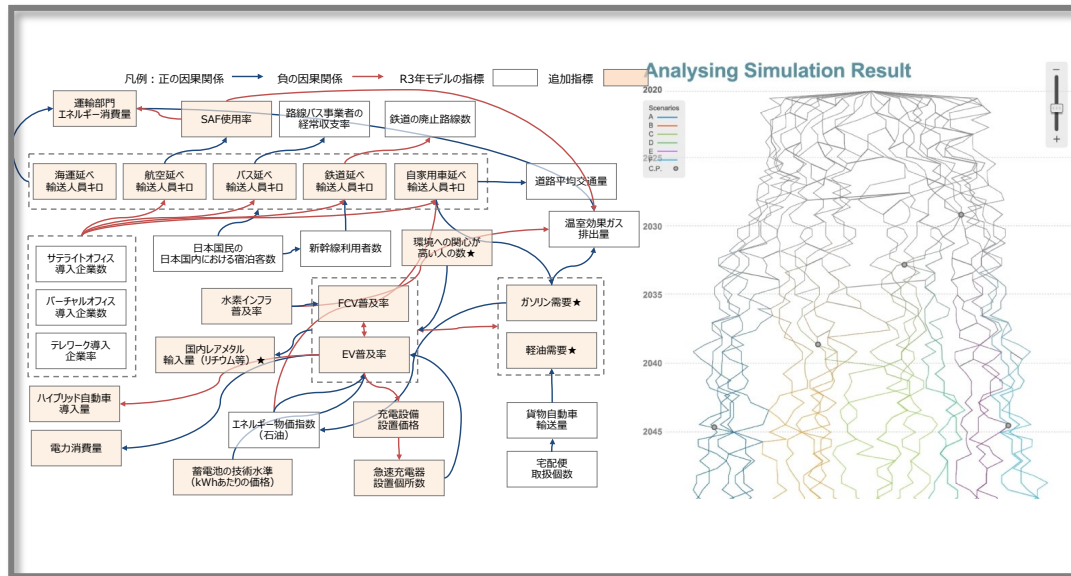 凡例：正の因果関係 負の因果関係 R3年モデルの指標 追加指標
運輸部門
エネルギー消費量
SAF使用率
路線バス事業者の
経常収支率
鉄道の廃止路線数
海運延べ
輸送人員キロ
航空延べ
輸送人員キロ
バス延べ
輸送人員キロ
鉄道延べ
輸送人員キロ
自家用車延べ
輸送人員キロ
道路平均交通量
温室効果ガス
排出量
サテライトオフィス
導入企業数
バーチャルオフィス
導入企業数
テレワーク導入
企業率
日本国民の
日本国内における宿泊客数
新幹線利用者数
環境への関心が
高い人の数★
水素インフラ
普及率
FCV普及率
ガソリン需要★
国内レアメタル
輸入量（リチウム等）★
EV普及率
軽油需要★
ハイブリッド自動車
導入量
電力消費量
エネルギー物価指数
（石油）
充電設備
設置価格
貨物自動車
輸送量
蓄電池の技術水準
（kWhあたりの価格）
急速充電器
設置個所数
宅配便
取扱個数
Analysing Simulation Result
2020
Scenarios
A
B
C
D
E
F
C.P.
2025
2030
2035
2040
2045